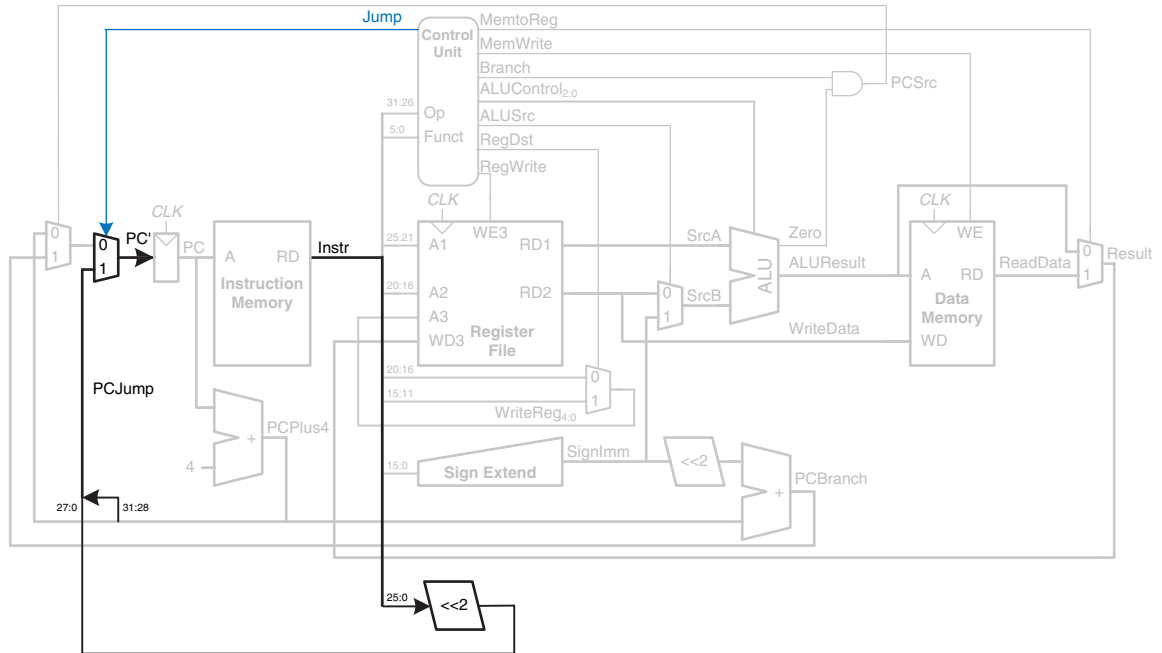 Jump
MemtoReg
Control
Unit
MemWrite
Branch
PCSrc
ALUControl2:0
31:26
Op
ALUSrc
5:0
Funct
RegDst
RegWrite
CLK
CLK
CLK
0
1
0
1
PC'
PC
A
RD
Instruction
Memory
Instr
25:21
A1
WE3
RD1
SrcA
Zero
WE
20:16
A2
RD2
0
1
SrcB
ALU
ALUResult
A
RD
Data
Memory
ReadData
0
1
Result
A3
WD3
Register
File
WriteData
WD
PCJump
20:16
0
15:11
1
WriteReg4:0
PCPlus4
+
4
15:0
Sign Extend
SignImm
<<2
+
PCBranch
27:0
31:28
25:0
<<2